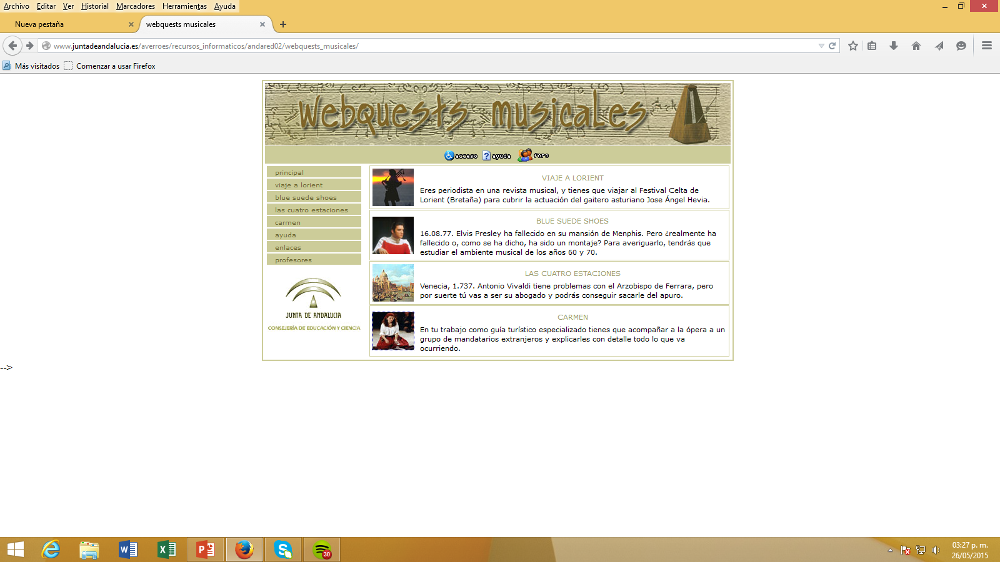 Archivo Editar Ver Historial Marcadores Herramientas Ayuda
Nueva pestaña
webquests musicales
www.juntadeandalucia.es/averroes/recursos_informaticos/andared02/webquests_musicales/
Más visitados Comenzar a usar Firefox
webquests musicales
acceso ayuda foro
principal
viaje a lorient
blue suede shoes
las cuatro estaciones
carmen
ayuda
enlaces
profesores
JUNTA DE ANDALUCIA
CONSEJERÍA DE EDUCACIÓN Y CIENCIA
VIAJE A LORIENT
Eres periodista en una revista musical, y tienes que viajar al Festival Celta de
Lorient (Bretaña) para cubrir la actuación del gaitero asturiano Jose Ángel Hevia.
BLUE SUEDE SHOES
16.08.77. Elvis Presley ha fallecido en su mansión de Menphis. Pero ¿realmente ha
fallecido o, como se ha dicho, ha sido un montaje? Para averiguarlo, tendrás que
estudiar el ambiente musical de los años 60 y 70.
LAS CUATRO ESTACIONES
Venecia, 1.737. Antonio Vivaldi tiene problemas con el Arzobispo de Ferrara, pero
por suerte tú vas a ser su abogado y podrás conseguir sacarle del apuro.
CARMEN
En tu trabajo como guía turístico especializado tienes que acompañar a la ópera a un
grupo de mandatarios extranjeros y explicarles con detalle todo lo que va
ocurriendo.
-->
30
03:27 p. m.
26/05/2015